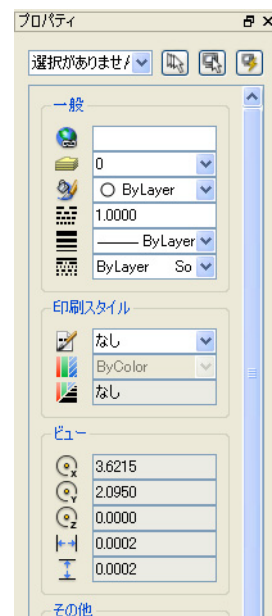 プロパティ
選択がありません
一般
0
ByLayer
1.0000
ByLayer
ByLayer So
印刷スタイル
なし
ByColor
なし
ビュー
X 3.6215
Y 2.0950
Z 0.0000
0.0002
0.0002
その他